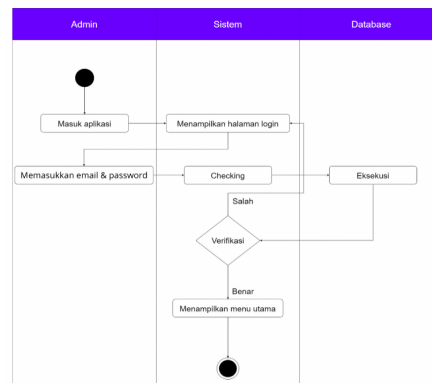 Admin
Sistem
Database
Masuk aplikasi
Menampilkan halaman login
Memasukkan email & password
Checking
Eksekusi
Salah
Verifikasi
Benar
Menampilkan menu utama